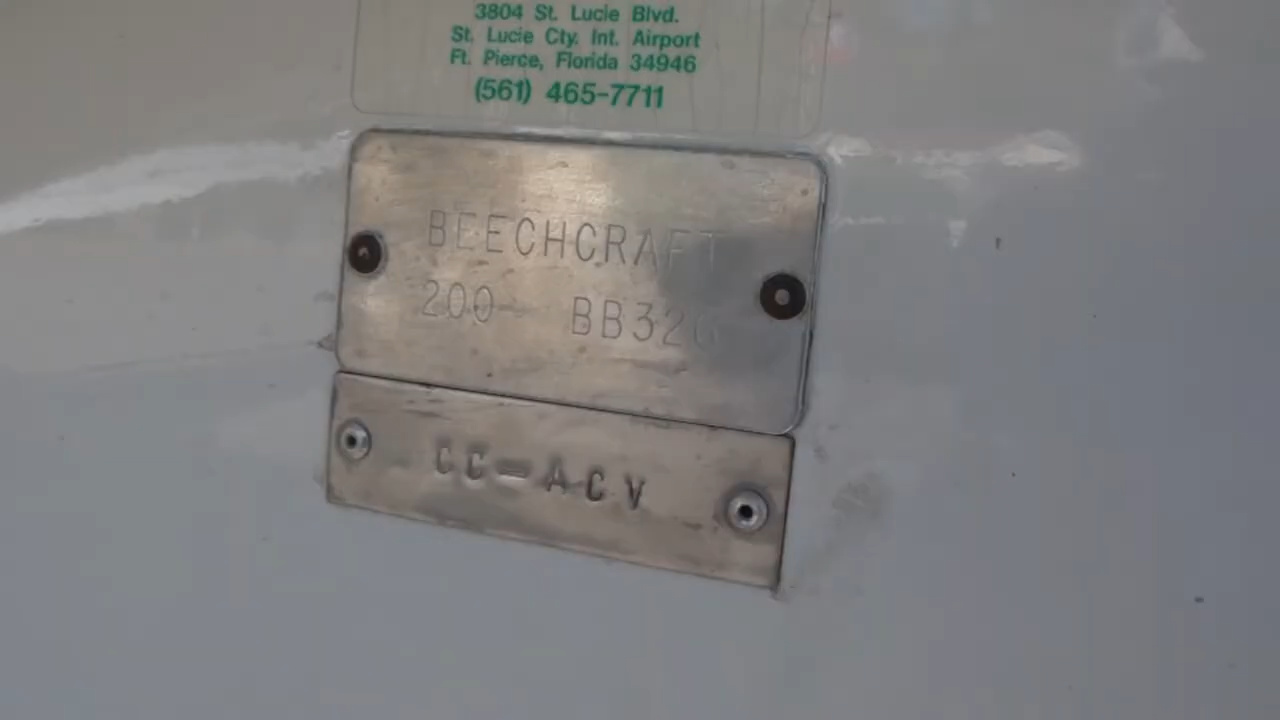 3804 St. Lucie Blvd.
St. Lucie Cty. Int. Airport
Ft. Pierce, Florida 34946
(561) 465-7711
BEECHCRAFT
200- BB326
CC-ACV